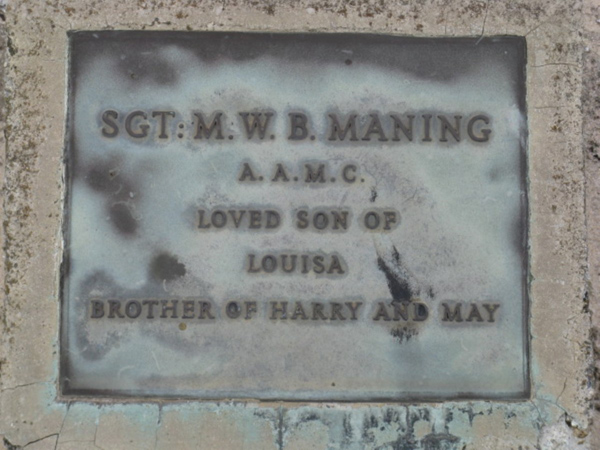 SGT: M. W. B. MANING
A. A. M. C.
LOVED SON OF
LOUISA
BROTHER OF HARRY AND MAY